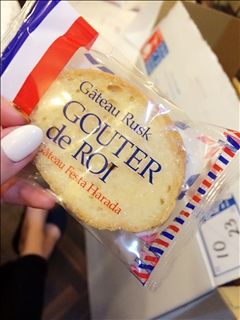 Gâteau Rusk
GOUTER
de ROI
Gâteau Festa Harada
10
23